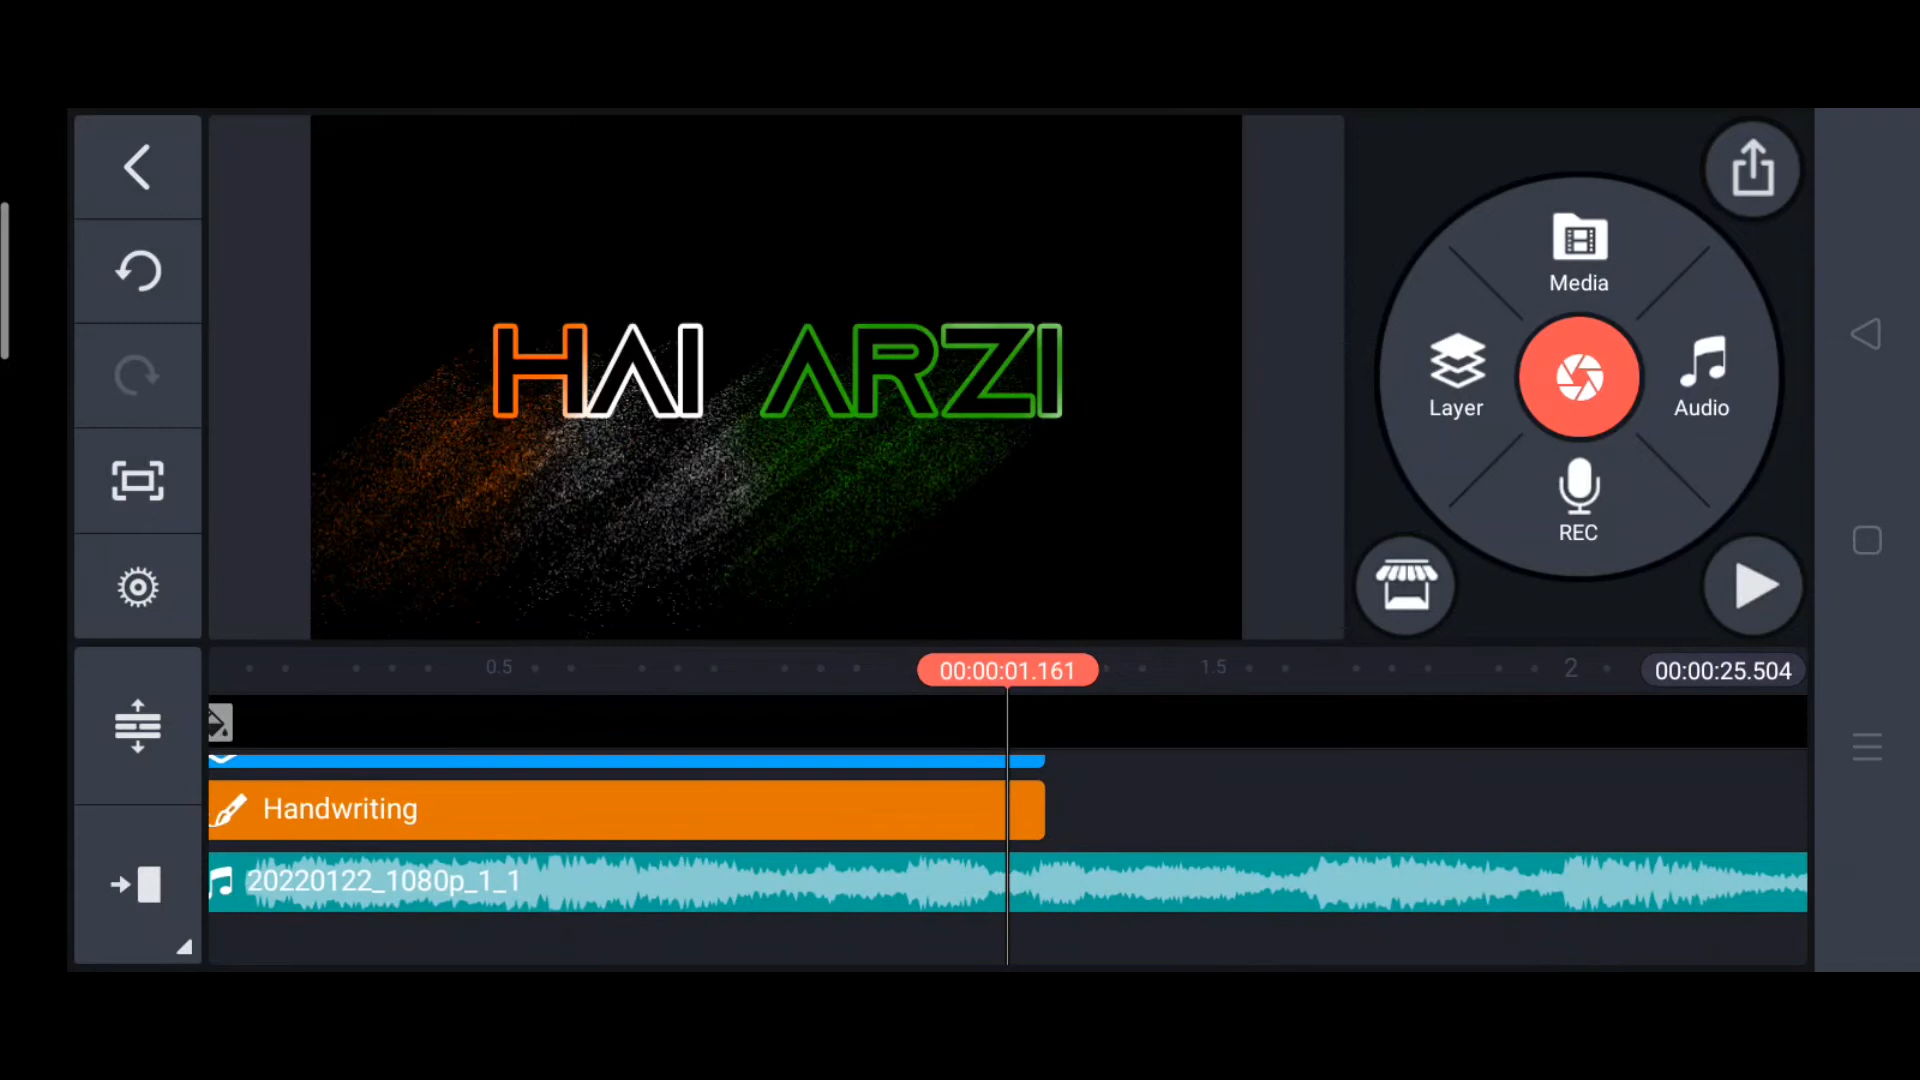 HAI ARZI
Media
Layer
Audio
REC
0.5
00:00:01.161
1.5
2
00:00:25.504
Handwriting
20220122_1080p_1_1